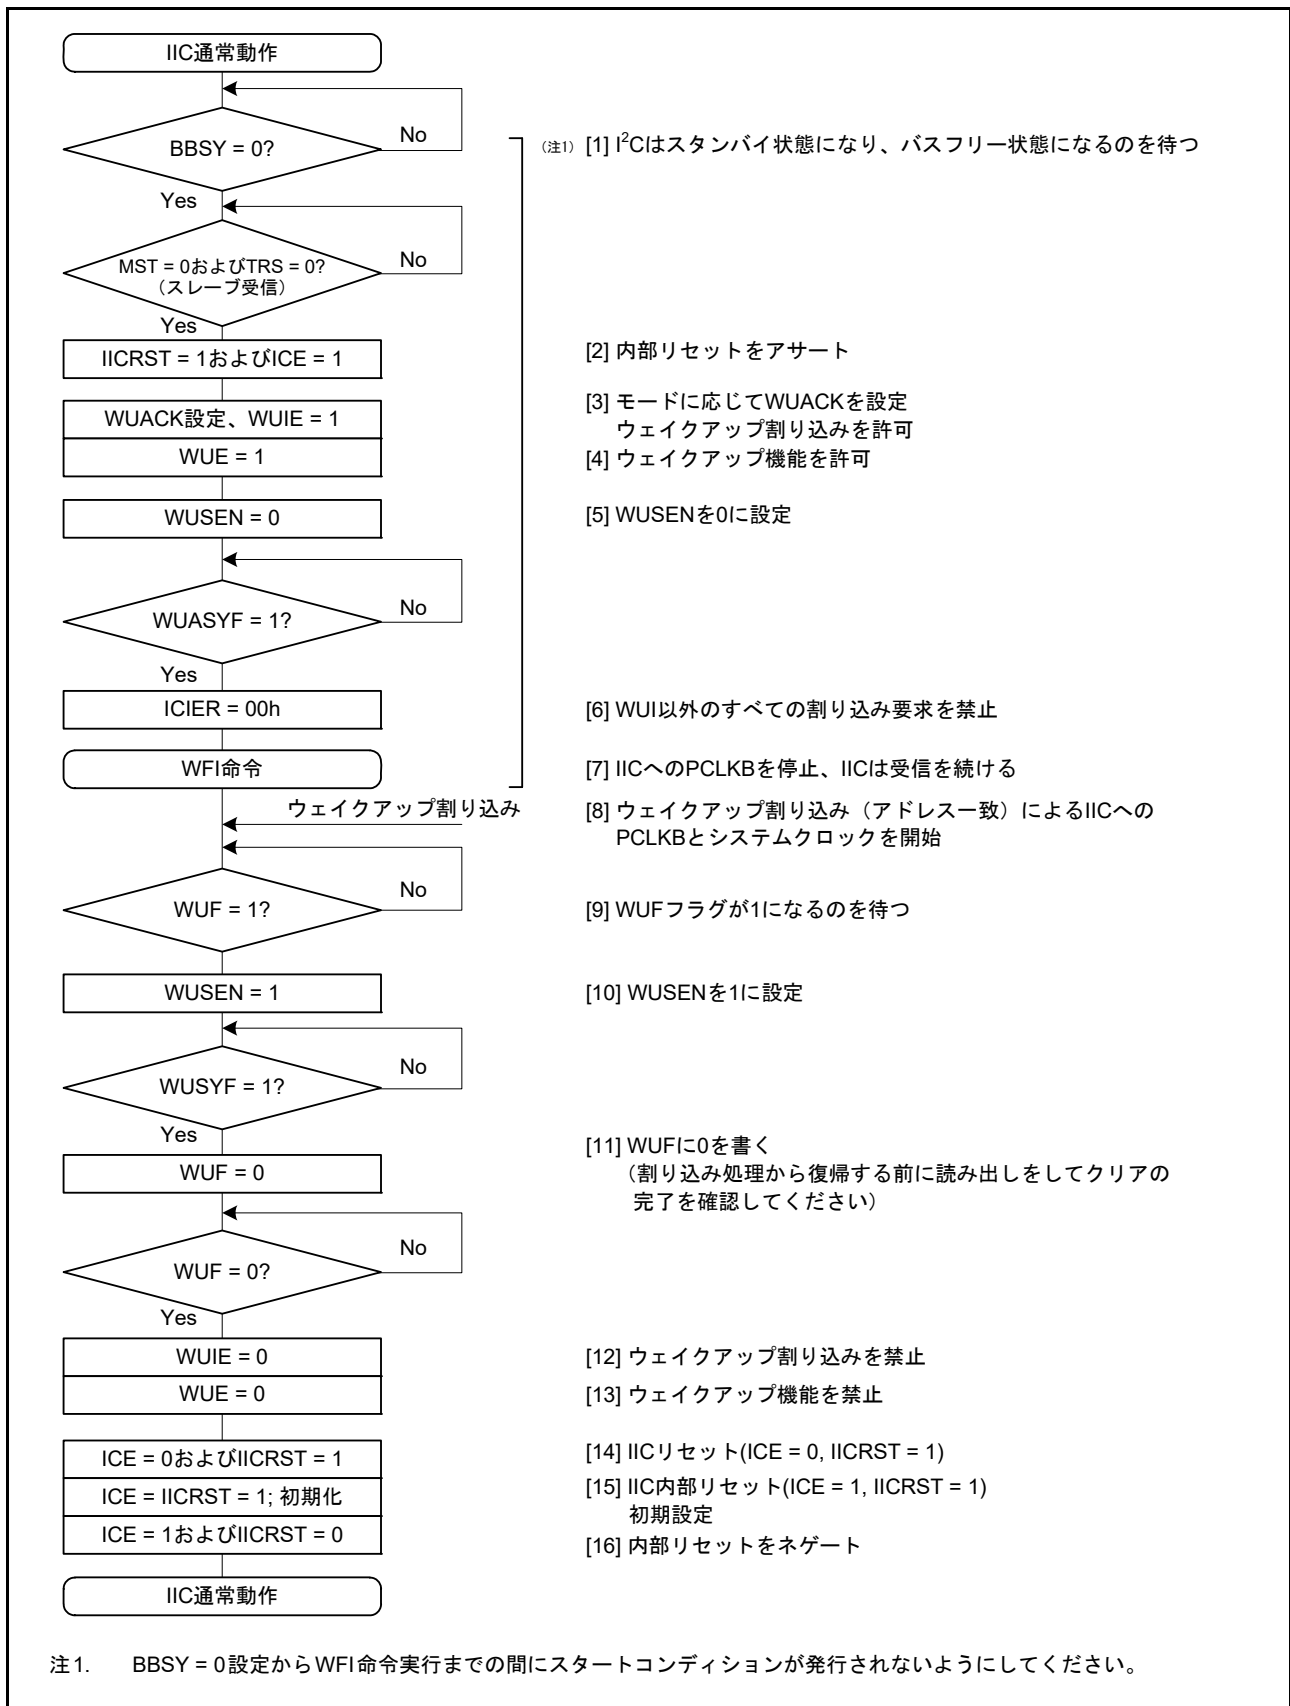 IIC通常動作
BBSY = 0?
No
(注1) [1] I²Cはスタンバイ状態になり、バスフリー状態になるのを待つ
Yes
MST = 0およびTRS = 0?
（スレーブ受信）
No
Yes
IICRST = 1およびICE = 1
[2] 内部リセットをアサート
WUACK設定、WUIE = 1
[3] モードに応じてWUACKを設定
ウェイクアップ割り込みを許可
WUE = 1
[4] ウェイクアップ機能を許可
WUSEN = 0
[5] WUSENを0に設定
WUASYF = 1?
No
Yes
ICIER = 00h
[6] WUI以外のすべての割り込み要求を禁止
WFI命令
[7] IICへのPCLKBを停止、IICは受信を続ける
ウェイクアップ割り込み
[8] ウェイクアップ割り込み（アドレス一致）によるIICへの
PCLKBとシステムクロックを開始
WUF = 1?
No
[9] WUFフラグが1になるのを待つ
WUSEN = 1
[10] WUSENを1に設定
WUSYF = 1?
No
Yes
WUF = 0
[11] WUFに0を書く
（割り込み処理から復帰する前に読み出しをしてクリアの
完了を確認してください）
WUF = 0?
No
Yes
WUIE = 0
[12] ウェイクアップ割り込みを禁止
WUE = 0
[13] ウェイクアップ機能を禁止
ICE = 0およびIICRST = 1
[14] IICリセット(ICE = 0, IICRST = 1)
ICE = IICRST = 1; 初期化
[15] IIC内部リセット(ICE = 1, IICRST = 1)
初期設定
ICE = 1およびIICRST = 0
[16] 内部リセットをネゲート
IIC通常動作
注1. BBSY = 0設定からWFI命令実行までの間にスタートコンディションが発行されないようにしてください。